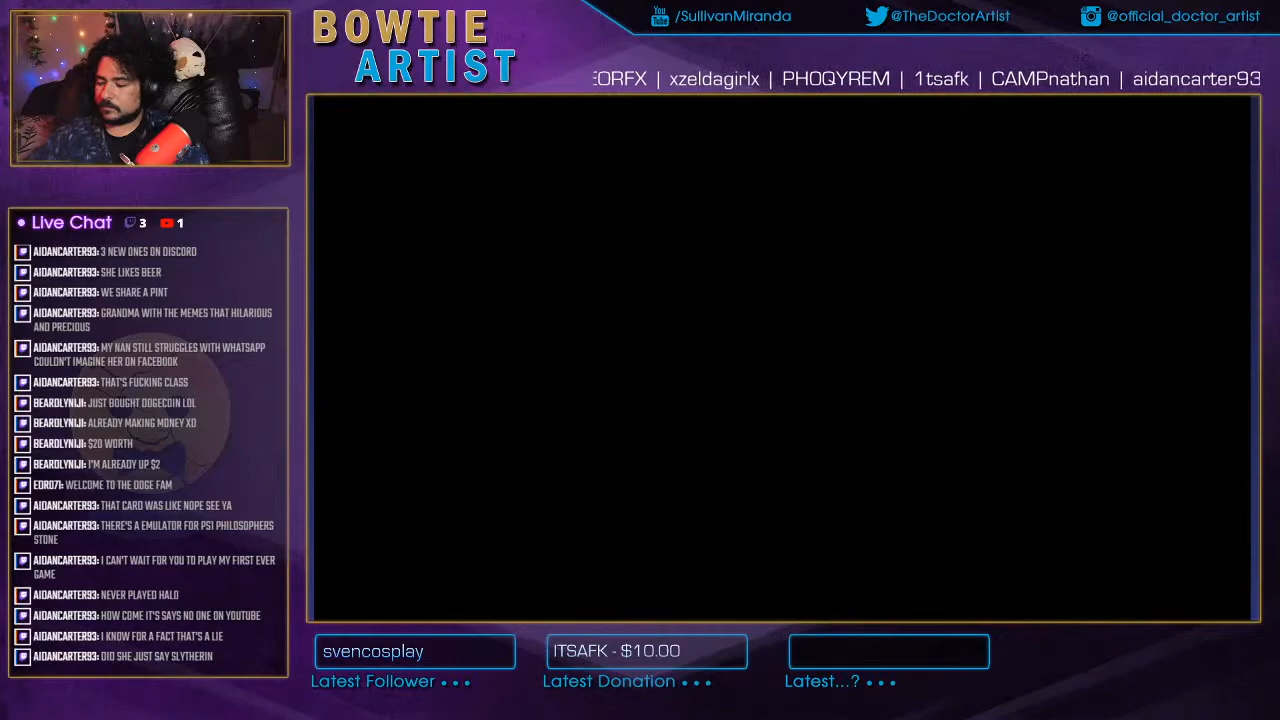 BOWTIE
ARTIST
/SullivanMiranda
@TheDoctorArtist
@official_doctor_artist
EORFX | xzeldagirlx | PH0QYREM | 1tsafk | CAMPnathan | aidancarter93
Live Chat 3 1
AIDANCARTER93: 3 NEW ONES ON DISCORD
AIDANCARTER93: SHE LIKES BEER
AIDANCARTER93: WE SHARE A PINT
AIDANCARTER93: GRANDMA WITH THE MEMES THAT HILARIOUS
AND PRECIOUS
AIDANCARTER93: MY NAN STILL STRUGGLES WITH WHATSAPP
COULDN'T IMAGINE HER ON FACEBOOK
AIDANCARTER93: THAT'S FUCKING CLASS
BEARDLYNIJI: JUST BOUGHT DOGECOIN LOL
BEARDLYNIJI: ALREADY MAKING MONEY XD
BEARDLYNIJI: $20 WORTH
BEARDLYNIJI: I'M ALREADY UP $2
EDRO71: WELCOME TO THE DOGE FAM
AIDANCARTER93: THAT CARD WAS LIKE NOPE SEE YA
AIDANCARTER93: THERE'S A EMULATOR FOR PS1 PHILOSOPHERS
STONE
AIDANCARTER93: I CAN'T WAIT FOR YOU TO PLAY MY FIRST EVER
GAME
AIDANCARTER93: NEVER PLAYED HALO
AIDANCARTER93: HOW COME IT'S SAYS NO ONE ON YOUTUBE
AIDANCARTER93: I KNOW FOR A FACT THAT'S A LIE
AIDANCARTER93: DID SHE JUST SAY SLYTHERIN
svencosplay
ITSAFK - $10.00
Latest Follower • • •
Latest Donation • • •
Latest...? • • •